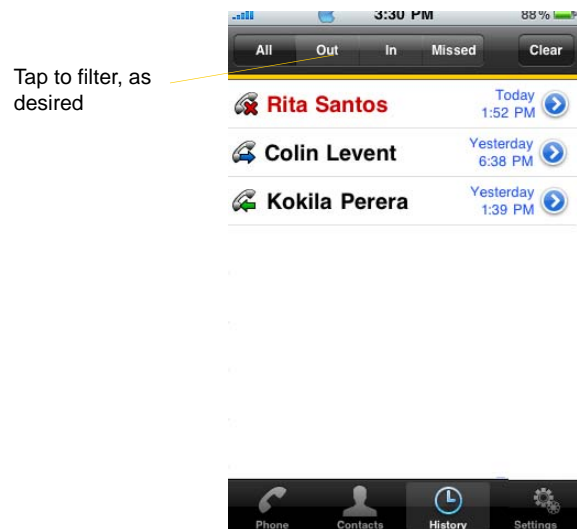 3:30 PM 88%
All Out In Missed Clear
Tap to filter, as
desired
Rita Santos Today
1:52 PM
Colin Levent Yesterday
6:38 PM
Kokila Perera Yesterday
1:39 PM
Phone Contacts History Settings